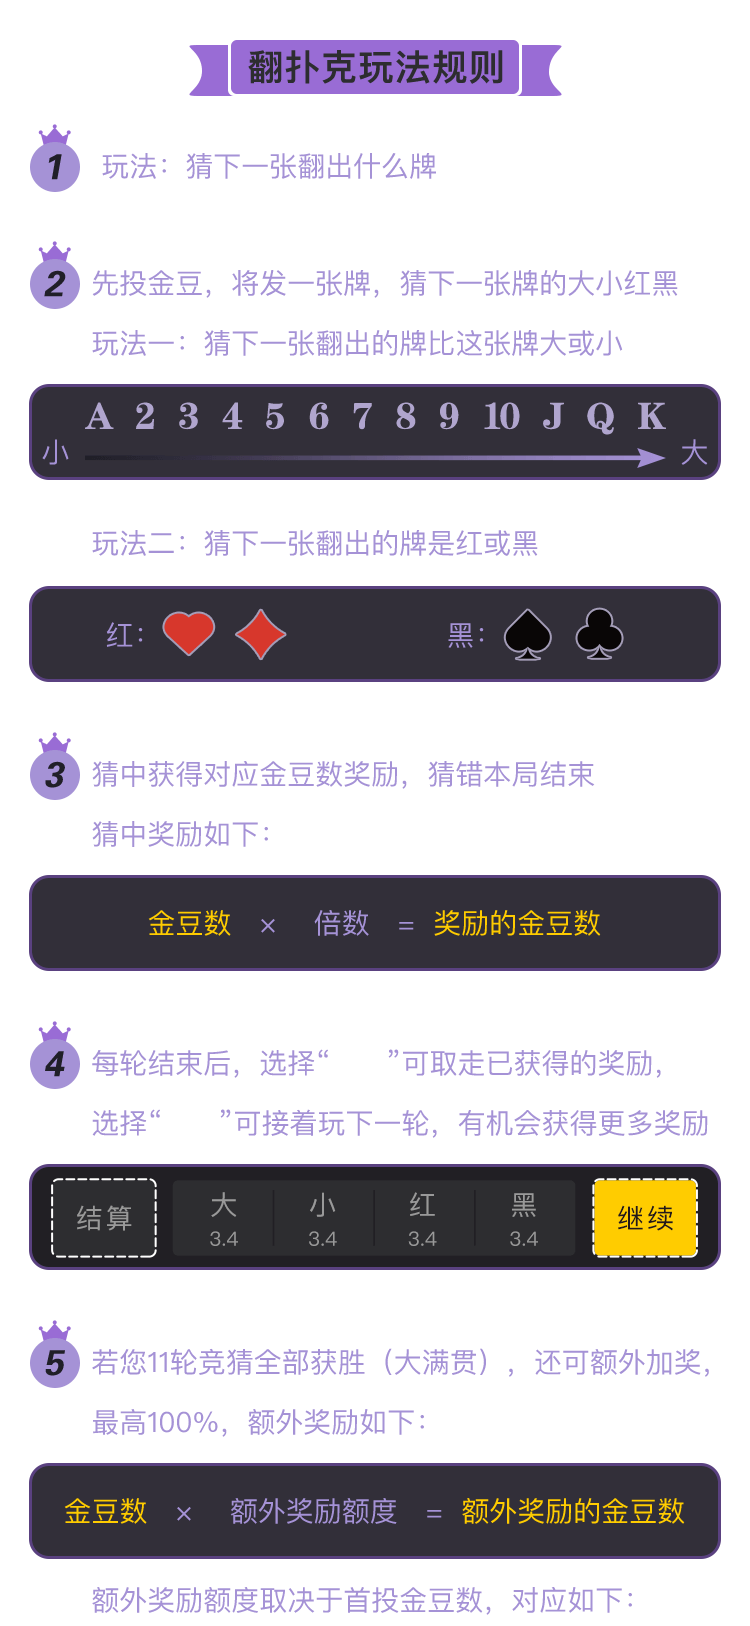 翻扑克玩法规则
1 玩法：猜下一张翻出什么牌
2 先投金豆，将发一张牌，猜下一张牌的大小红黑
玩法一：猜下一张翻出的牌比这张牌大或小
A 2 3 4 5 6 7 8 9 10 J Q K
小 大
玩法二：猜下一张翻出的牌是红或黑
红： 黑：
3 猜中获得对应金豆数奖励，猜错本局结束
猜中奖励如下：
金豆数 × 倍数 = 奖励的金豆数
4 每轮结束后，选择“ ”可取走已获得的奖励，
选择“ ”可接着玩下一轮，有机会获得更多奖励
结算 大 小 红 黑 继续
3.4 3.4 3.4 3.4
5 若您11轮竞猜全部获胜（大满贯），还可额外加奖，
最高100%，额外奖励如下：
金豆数 × 额外奖励额度 = 额外奖励的金豆数
额外奖励额度取决于首投金豆数，对应如下：